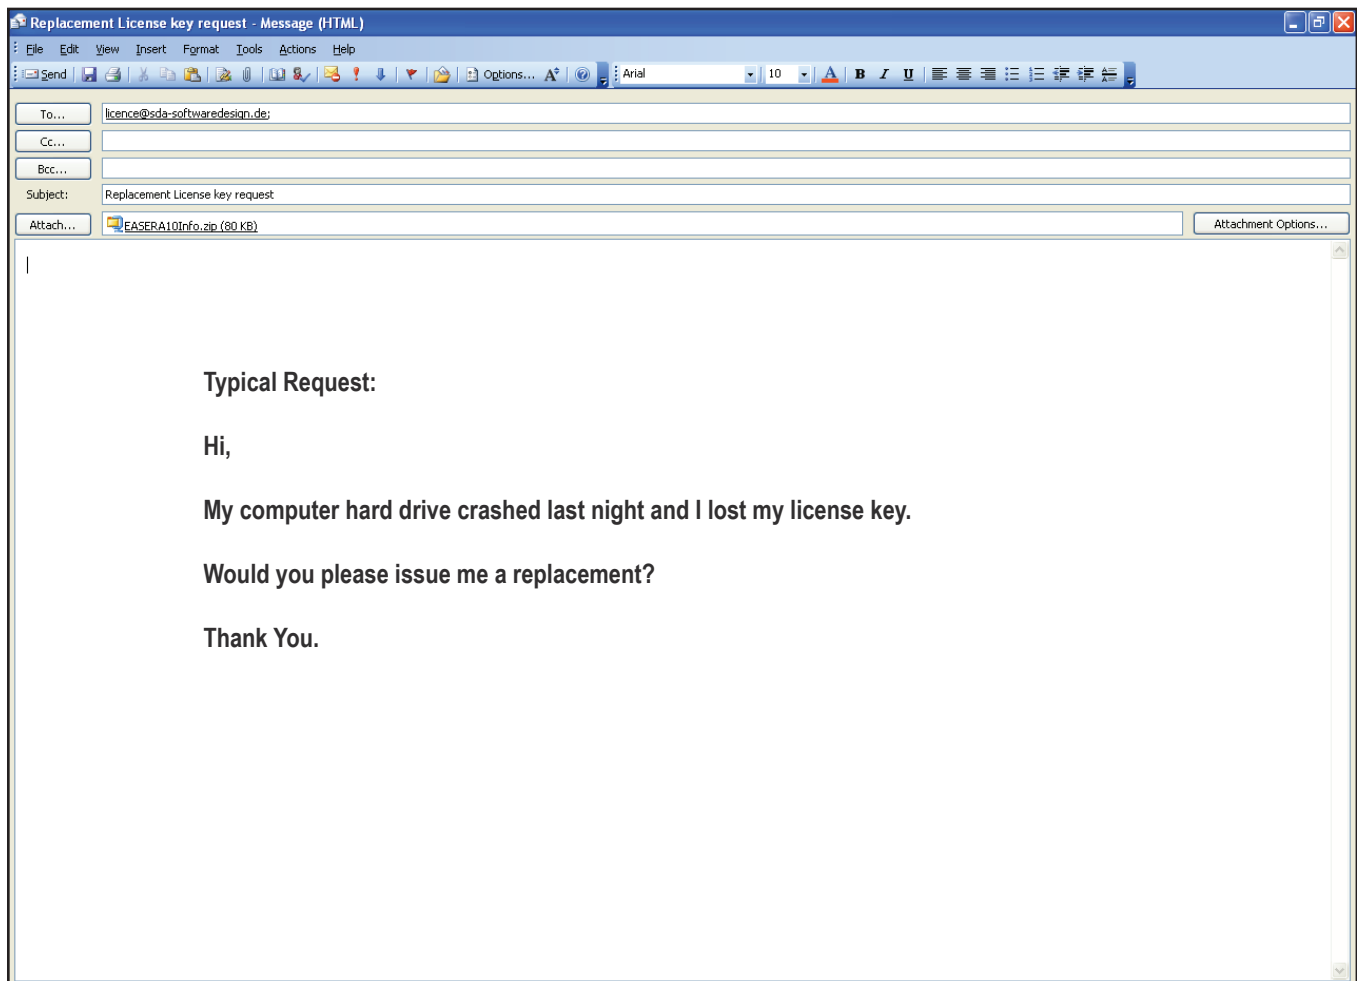 Replacement License key request - Message (HTML)
File Edit View Insert Format Tools Actions Help
Send Options... Arial 10 A B I U
To... licence@sda-softwaredesign.de;
Cc...
Bcc...
Subject: Replacement License key request
Attach... EASERA10Info.zip (80 KB) Attachment Options...
Typical Request:
Hi,
My computer hard drive crashed last night and I lost my license key.
Would you please issue me a replacement?
Thank You.